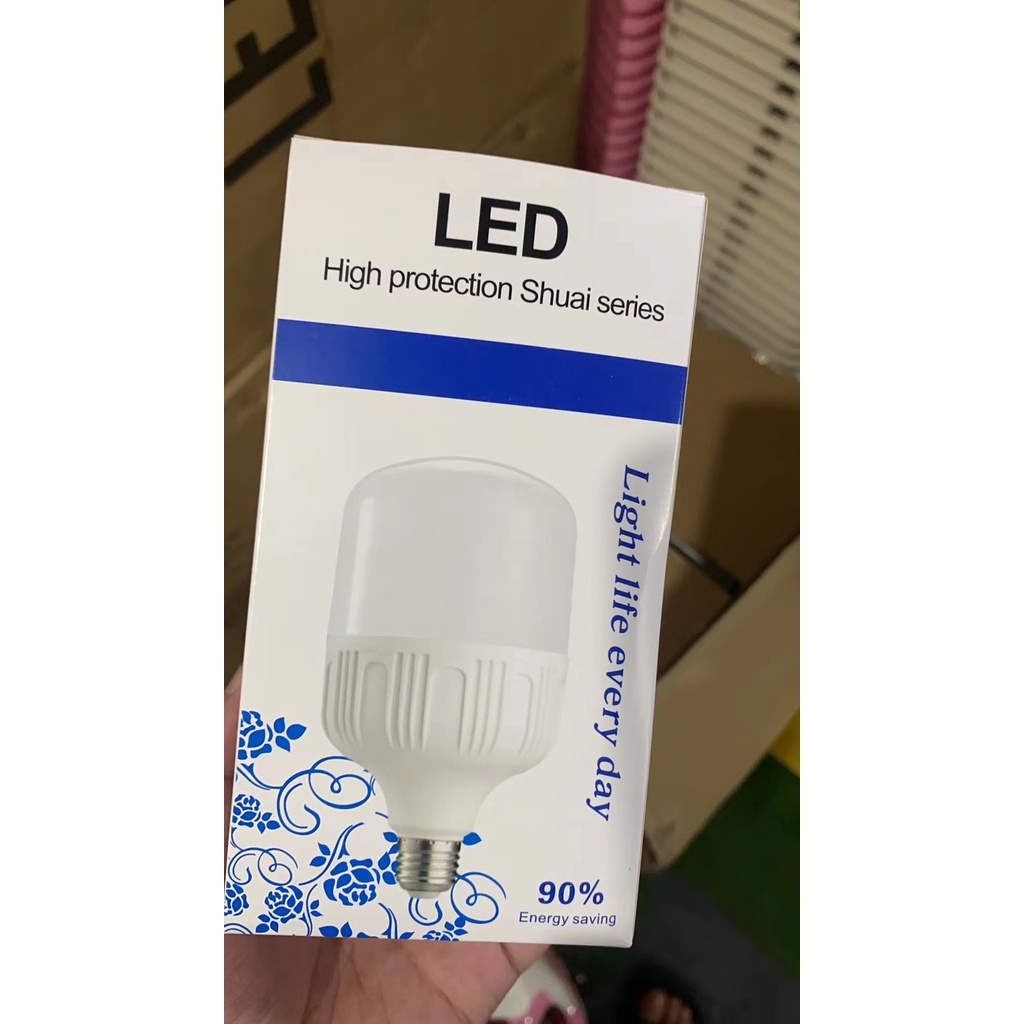 LED
High protection Shuai series
Light life every day
90%
Energy saving